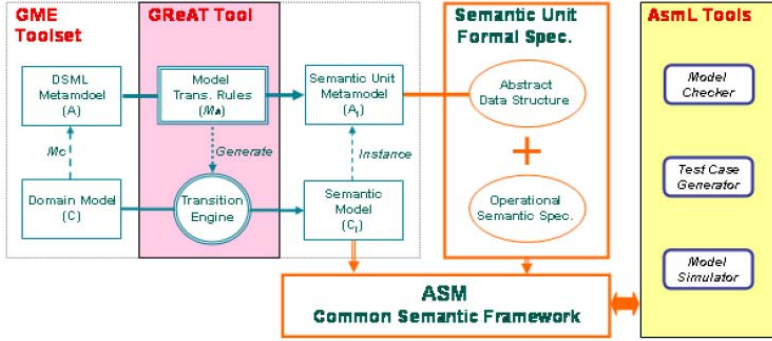 GME
Toolset
GReAT Tool
Semantic Unit
Formal Spec.
AsmL Tools
DSML
Metamdoel
(A)
Model
Trans. Rules
(Ma)
Semantic Unit
Metamodel
(A₁)
Abstract
Data Structure
Model
Checker
Mc
Generate
Instance
+
Test Case
Generator
Domain Model
(C)
Transition
Engine
Semantic
Model
(C₁)
Operational
Semantic Spec.
Model
Simulator
ASM
Common Semantic Framework